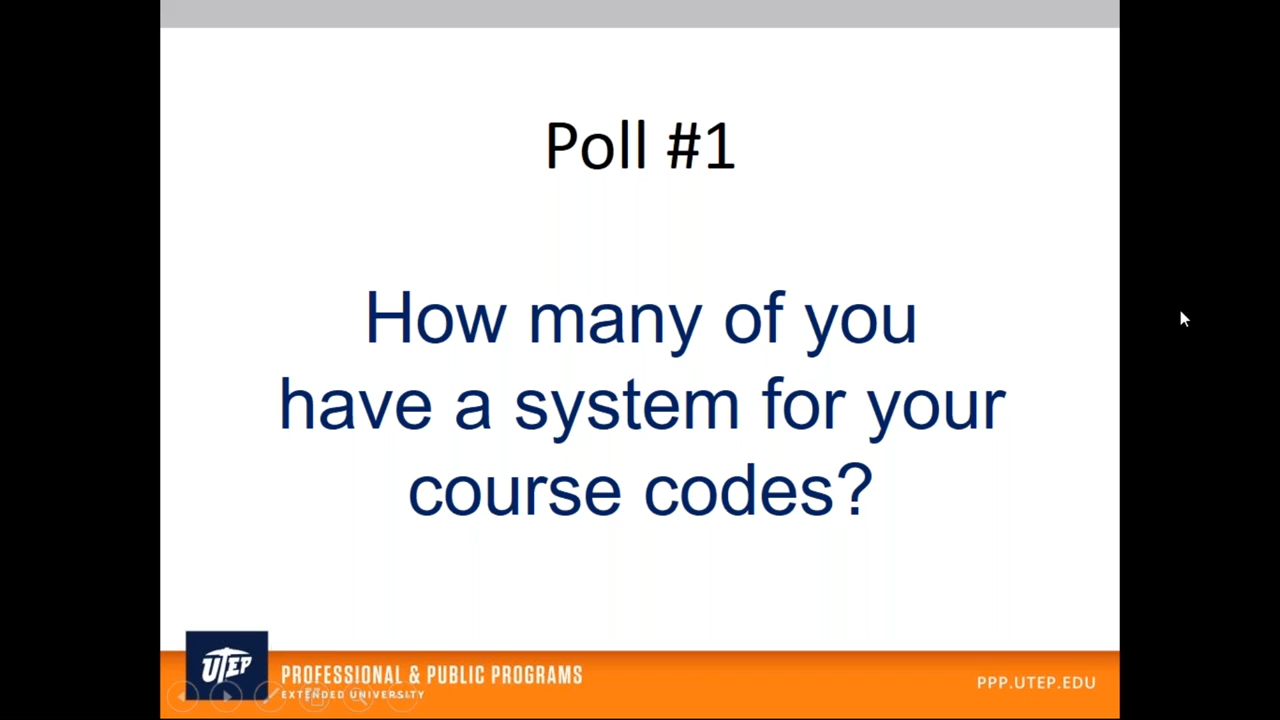 Poll #1
How many of you
have a system for your
course codes?
UTEP
PROFESSIONAL & PUBLIC PROGRAMS
EXTENDED UNIVERSITY
PPP.UTEP.EDU